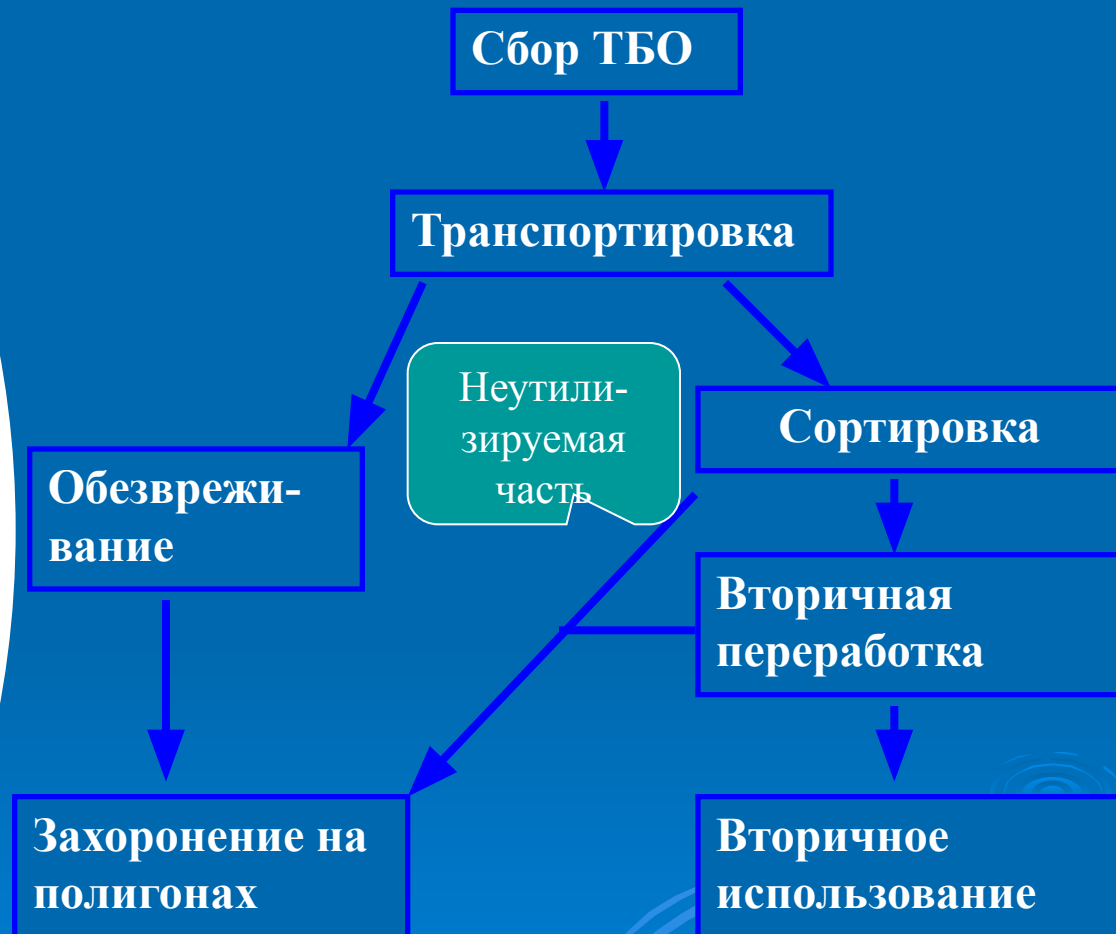 Сбор ТБО
Транспортировка
Неутили-
зируемая
часть
Сортировка
Обезврежи-
вание
Вторичная
переработка
Захоронение на
полигонах
Вторичное
использование